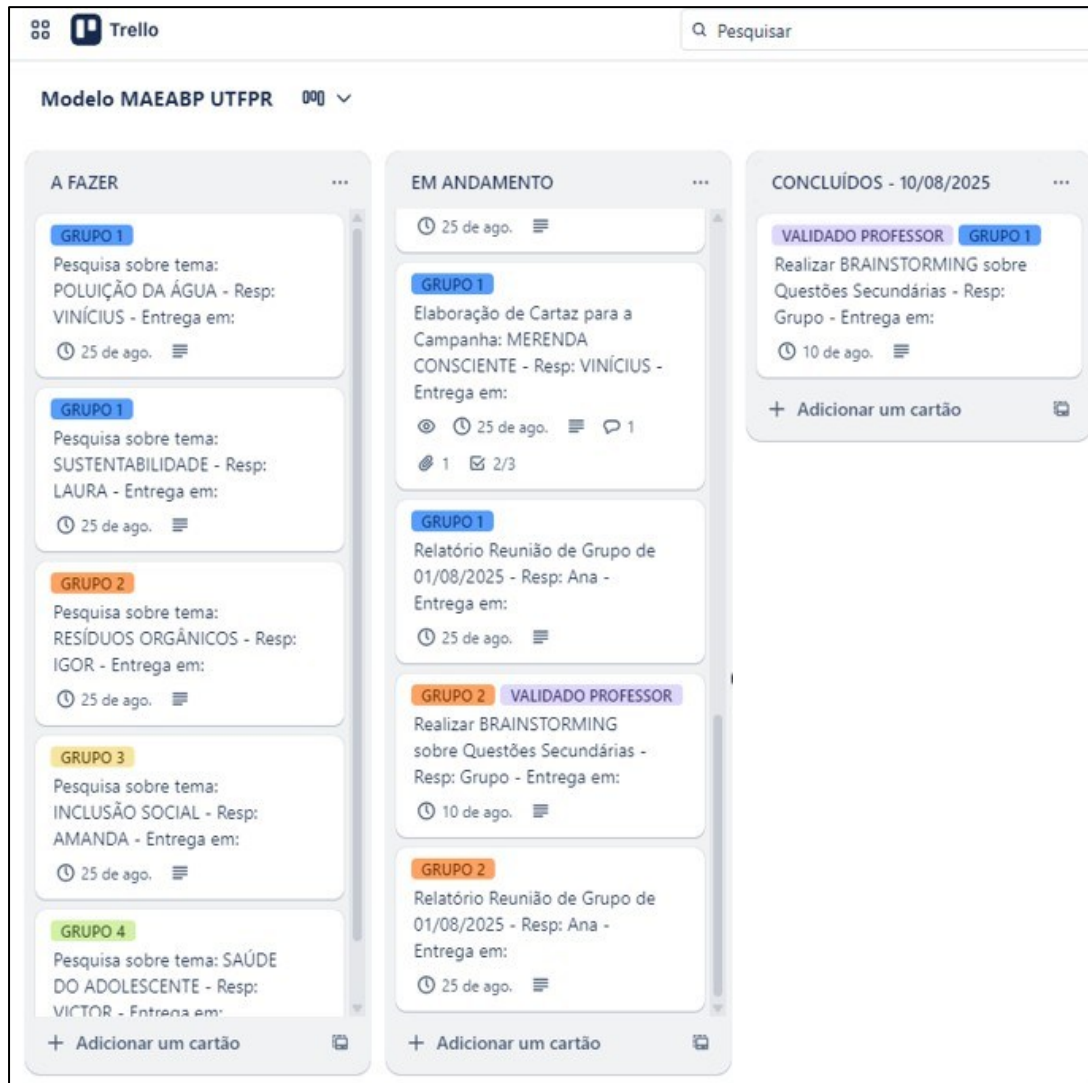 Trello
Pesquisar
Modelo MAEABP UTFPR
A FAZER
GRUPO 1
Pesquisa sobre tema:
POLUIÇÃO DA ÁGUA - Resp:
VINÍCIUS - Entrega em:
25 de ago.
GRUPO 1
Pesquisa sobre tema:
SUSTENTABILIDADE - Resp:
LAURA - Entrega em:
25 de ago.
GRUPO 2
Pesquisa sobre tema:
RESÍDUOS ORGÂNICOS - Resp:
IGOR - Entrega em:
25 de ago.
GRUPO 3
Pesquisa sobre tema:
INCLUSÃO SOCIAL - Resp:
AMANDA - Entrega em:
25 de ago.
GRUPO 4
Pesquisa sobre tema: SAÚDE
DO ADOLESCENTE - Resp:
VICTOR - Entrega em:
+ Adicionar um cartão
EM ANDAMENTO
25 de ago.
GRUPO 1
Elaboração de Cartaz para a
Campanha: MERENDA
CONSCIENTE - Resp: VINÍCIUS -
Entrega em:
25 de ago. 1
1 2/3
GRUPO 1
Relatório Reunião de Grupo de
01/08/2025 - Resp: Ana -
Entrega em:
25 de ago.
GRUPO 2 VALIDADO PROFESSOR
Realizar BRAINSTORMING
sobre Questões Secundárias -
Resp: Grupo - Entrega em:
10 de ago.
GRUPO 2
Relatório Reunião de Grupo de
01/08/2025 - Resp: Ana -
Entrega em:
25 de ago.
+ Adicionar um cartão
CONCLUÍDOS - 10/08/2025
VALIDADO PROFESSOR GRUPO 1
Realizar BRAINSTORMING sobre
Questões Secundárias - Resp:
Grupo - Entrega em:
10 de ago.
+ Adicionar um cartão